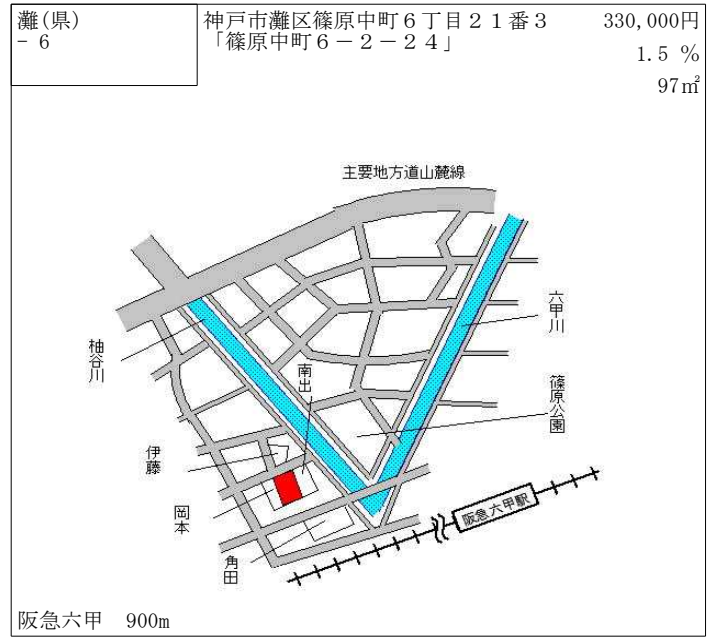 灘(県)
- 6
神戸市灘区篠原中町６丁目２１番３
「篠原中町６－２－２４」
330,000円
1.5 %
97㎡
主要地方道山麓線
六甲川
柚谷川
南出
篠原公園
伊藤
岡本
阪急六甲駅
角田
阪急六甲 900m